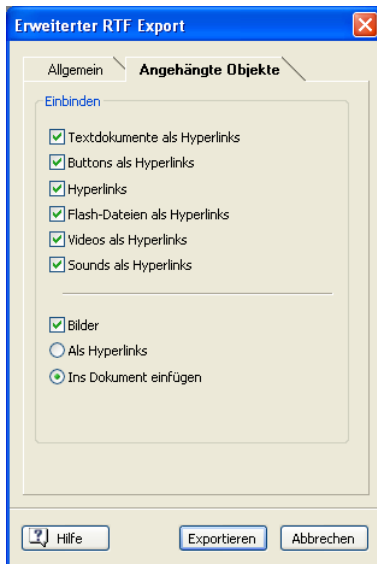 Erweiterter RTF Export
Allgemein
Angehängte Objekte
Einbinden
Textdokumente als Hyperlinks
Buttons als Hyperlinks
Hyperlinks
Flash-Dateien als Hyperlinks
Videos als Hyperlinks
Sounds als Hyperlinks
Bilder
Als Hyperlinks
Ins Dokument einfügen
Hilfe
Exportieren
Abbrechen